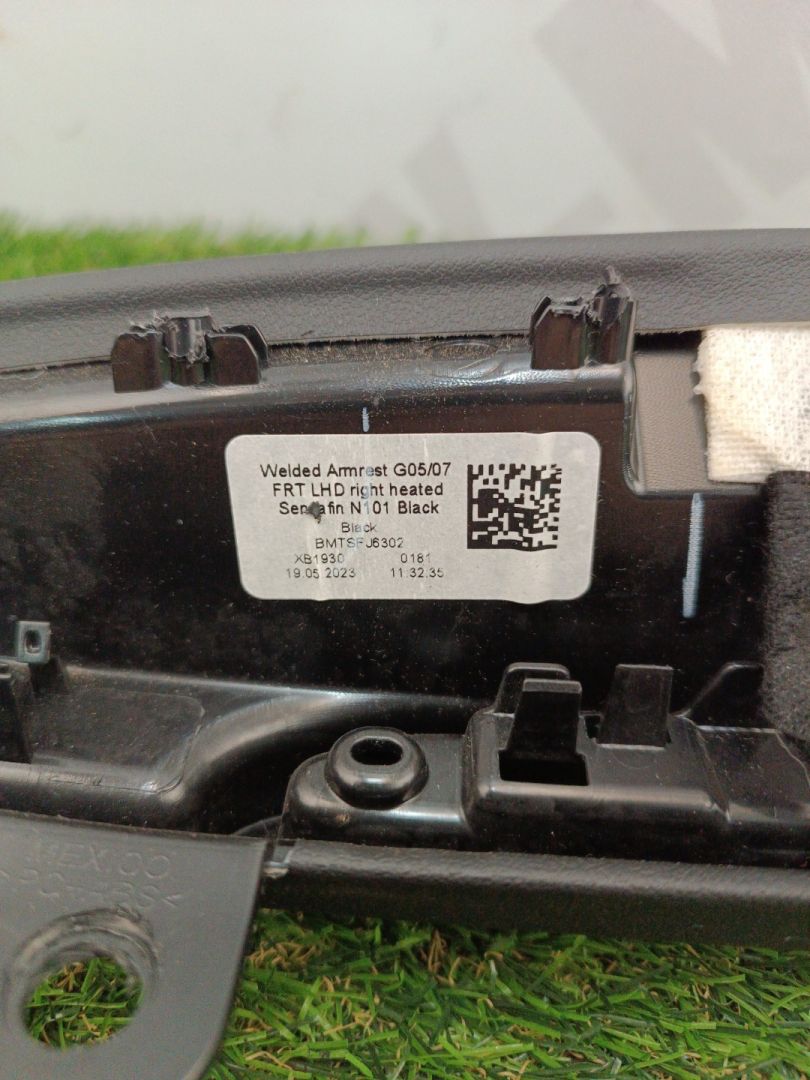 Welded Armrest G05/07
FRT LHD right heated
Sensafin N101 Black
Black
BMTSFJ6302
XB1930 0181
19.05.2023 11:32:35
MEXICO